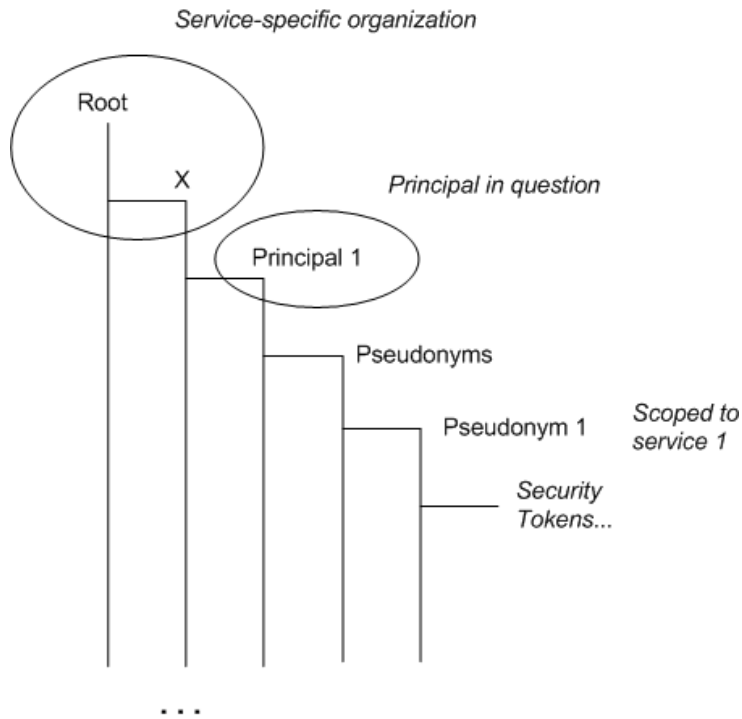 Service-specific organization
Root
X
Principal in question
Principal 1
Pseudonyms
Pseudonym 1
Scoped to
service 1
Security
Tokens...
...